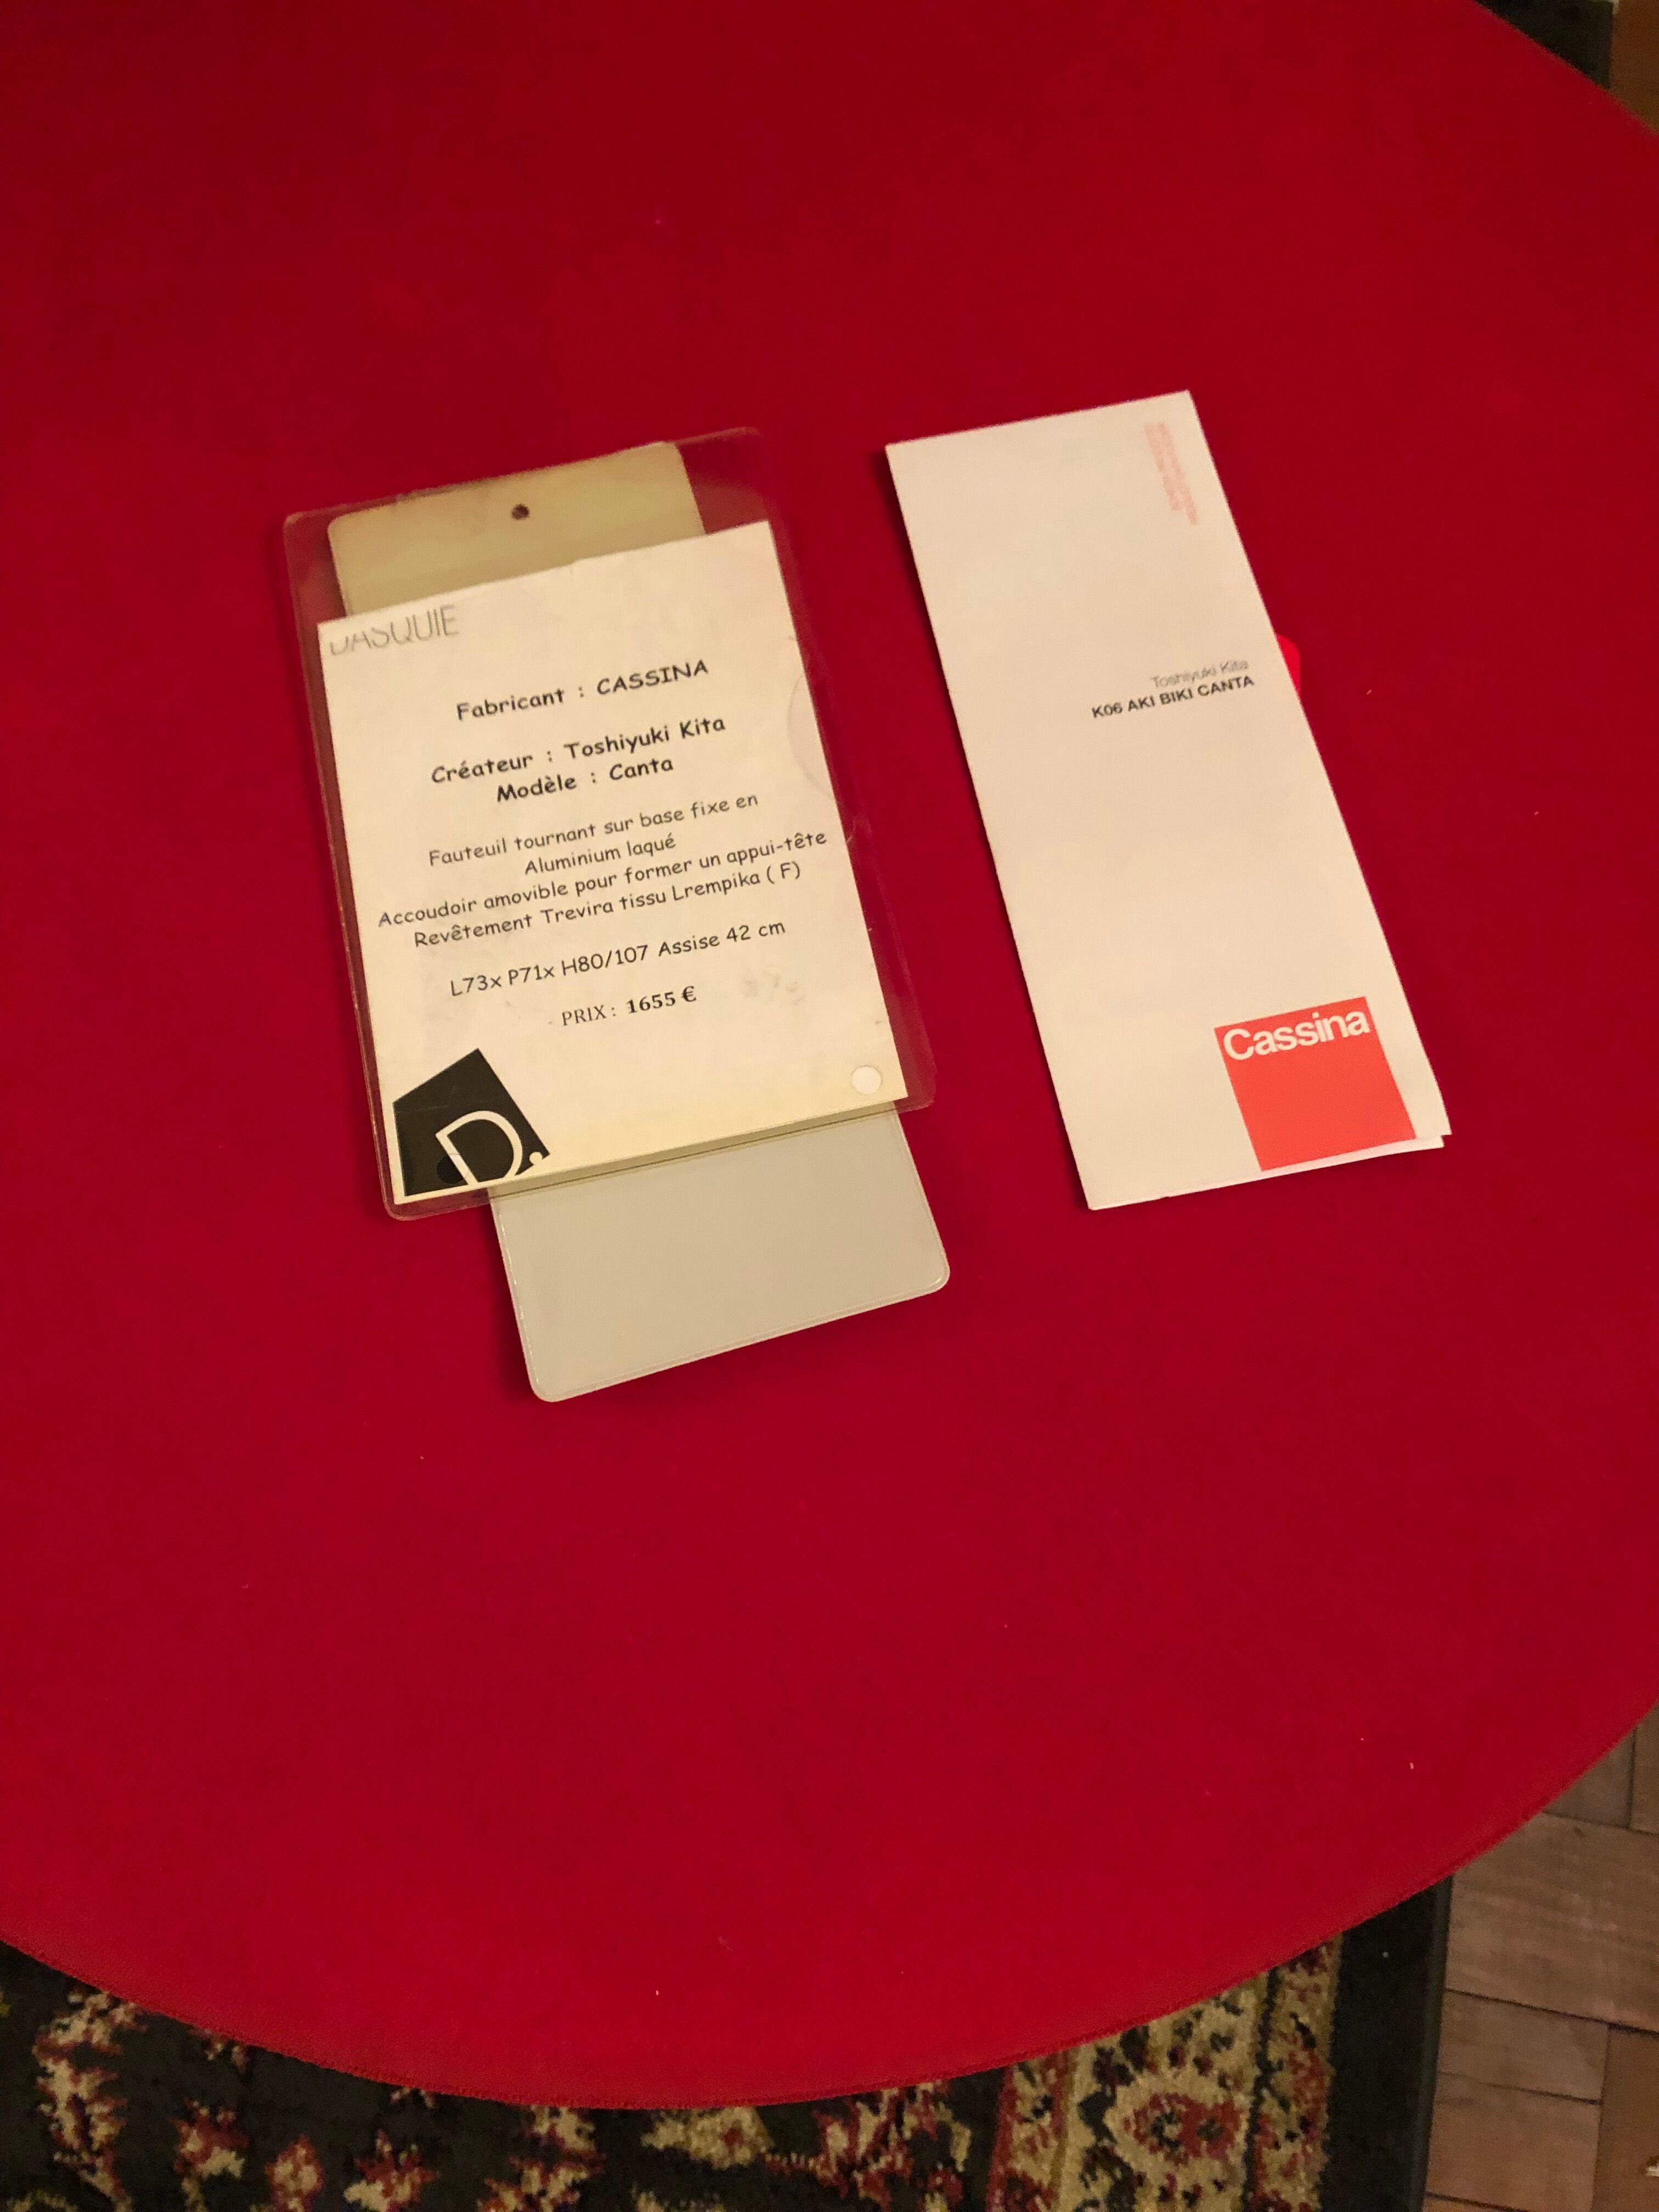 DASQUIE
Fabricant : CASSINA
Créateur : Toshiyuki Kita
Modèle : Canta
Fauteuil tournant sur base fixe en
Aluminium laqué
Accoudoir amovible pour former un appui-tête
Revêtement Trevira tissu Lrempika ( F)
L73x P71x H80/107 Assise 42 cm
PRIX : 1655 €
D.
Toshiyuki Kita
K06 AKI BIKI CANTA
Cassina